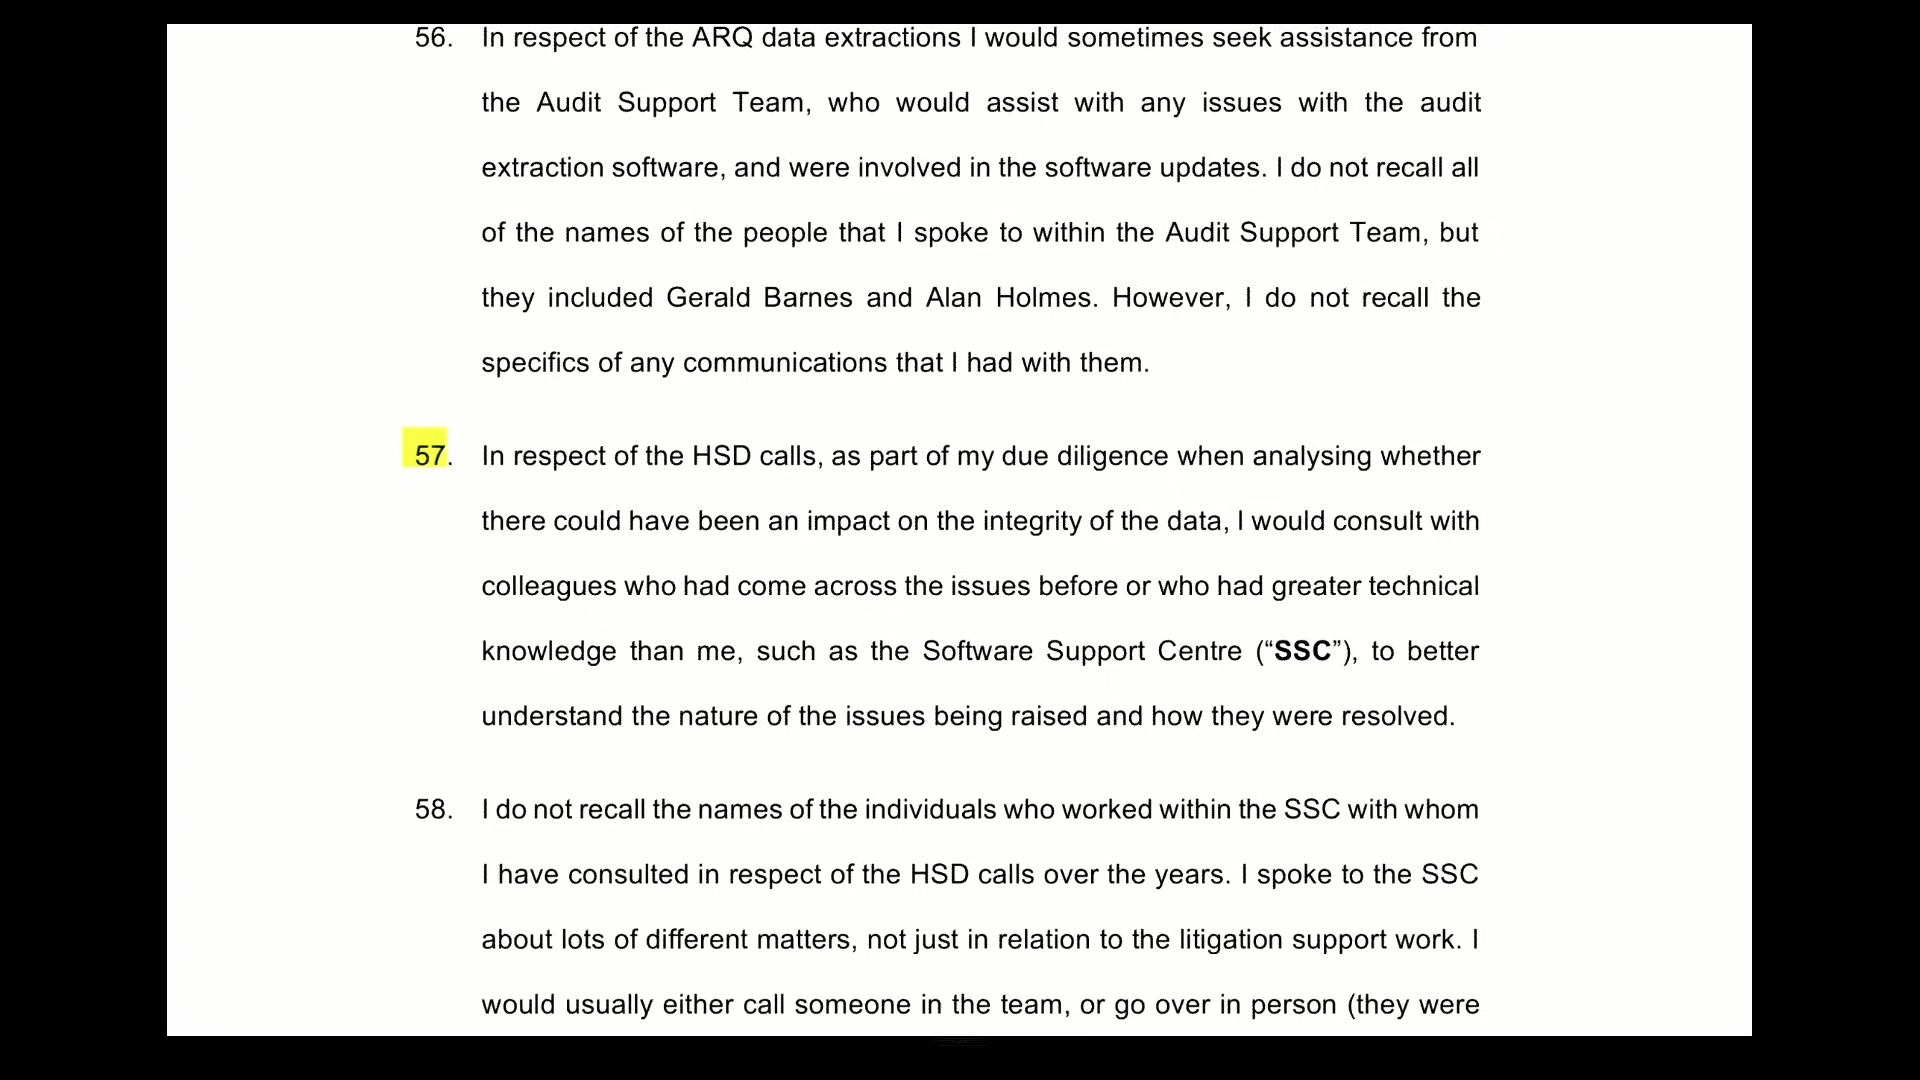 56. In respect of the ARQ data extractions I would sometimes seek assistance from
the Audit Support Team, who would assist with any issues with the audit
extraction software, and were involved in the software updates. I do not recall all
of the names of the people that I spoke to within the Audit Support Team, but
they included Gerald Barnes and Alan Holmes. However, I do not recall the
specifics of any communications that I had with them.
57. In respect of the HSD calls, as part of my due diligence when analysing whether
there could have been an impact on the integrity of the data, I would consult with
colleagues who had come across the issues before or who had greater technical
knowledge than me, such as the Software Support Centre (“SSC”), to better
understand the nature of the issues being raised and how they were resolved.
58. I do not recall the names of the individuals who worked within the SSC with whom
I have consulted in respect of the HSD calls over the years. I spoke to the SSC
about lots of different matters, not just in relation to the litigation support work. I
would usually either call someone in the team, or go over in person (they were